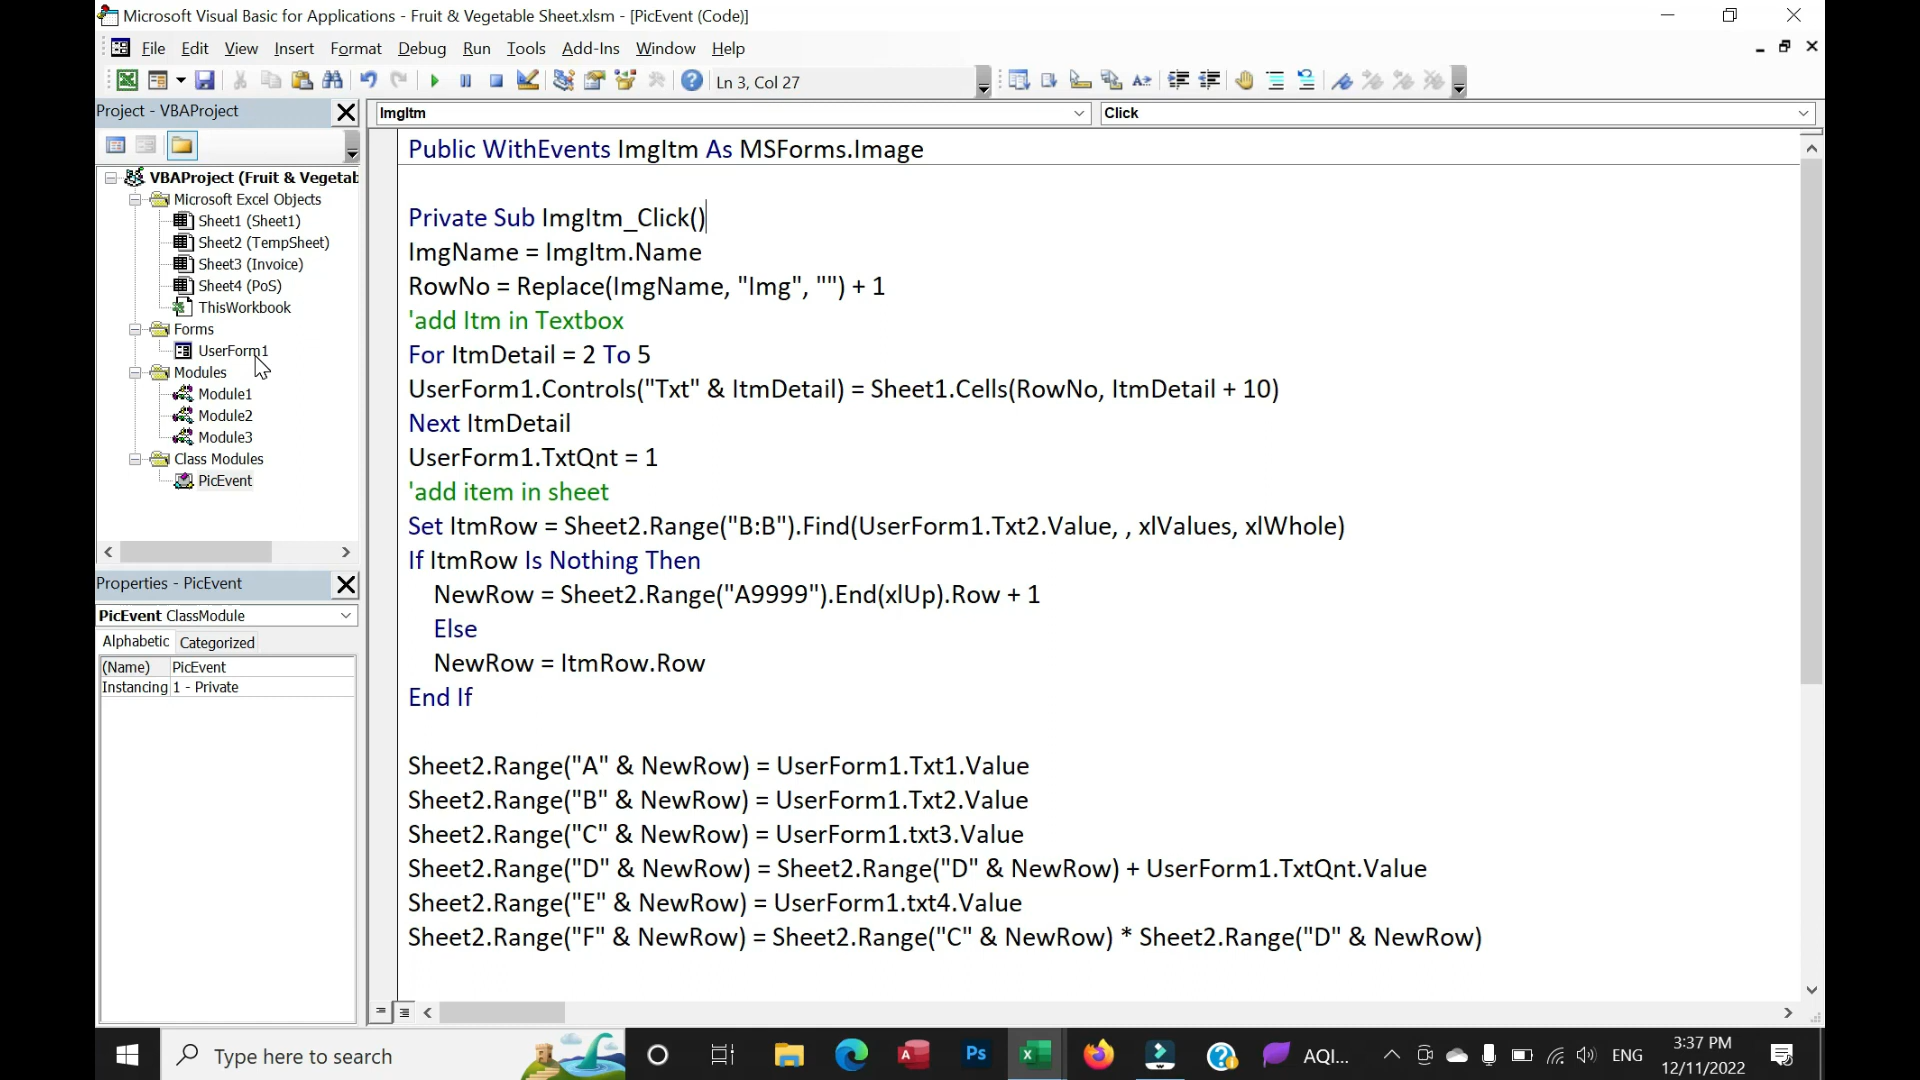 Microsoft Visual Basic for Applications - Fruit & Vegetable Sheet.xlsm - [PicEvent (Code)]
File Edit View Insert Format Debug Run Tools Add-Ins Window Help
Ln 3, Col 27
Project - VBAProject
ImgItm
Click
VBAProject (Fruit & Vegetab
Microsoft Excel Objects
Sheet1 (Sheet1)
Sheet2 (TempSheet)
Sheet3 (Invoice)
Sheet4 (PoS)
ThisWorkbook
Forms
UserForm1
Modules
Module1
Module2
Module3
Class Modules
PicEvent
Properties - PicEvent
PicEvent ClassModule
Alphabetic Categorized
(Name) PicEvent
Instancing 1 - Private
Public WithEvents ImgItm As MSForms.Image
Private Sub ImgItm_Click()
ImgName = ImgItm.Name
RowNo = Replace(ImgName, "Img", "") + 1
'add Itm in Textbox
For ItmDetail = 2 To 5
UserForm1.Controls("Txt" & ItmDetail) = Sheet1.Cells(RowNo, ItmDetail + 10)
Next ItmDetail
UserForm1.TxtQnt = 1
'add item in sheet
Set ItmRow = Sheet2.Range("B:B").Find(UserForm1.Txt2.Value, , xlValues, xlWhole)
If ItmRow Is Nothing Then
NewRow = Sheet2.Range("A9999").End(xlUp).Row + 1
Else
NewRow = ItmRow.Row
End If
Sheet2.Range("A" & NewRow) = UserForm1.Txt1.Value
Sheet2.Range("B" & NewRow) = UserForm1.Txt2.Value
Sheet2.Range("C" & NewRow) = UserForm1.txt3.Value
Sheet2.Range("D" & NewRow) = Sheet2.Range("D" & NewRow) + UserForm1.TxtQnt.Value
Sheet2.Range("E" & NewRow) = UserForm1.txt4.Value
Sheet2.Range("F" & NewRow) = Sheet2.Range("C" & NewRow) * Sheet2.Range("D" & NewRow)
Type here to search
Ps
AQI...
ENG
3:37 PM
12/11/2022